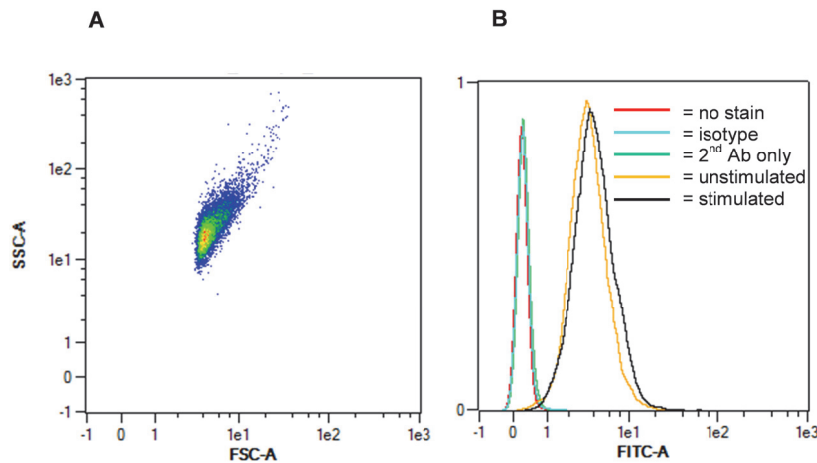 A
1e3
1e2
1e1
1
0
-1
SSC-A
-1 0 1 1e1 1e2 1e3
FSC-A
B
1
0
= no stain
= isotype
= 2nd Ab only
= unstimulated
= stimulated
-1 0 1 1e1 1e2 1e3
FITC-A